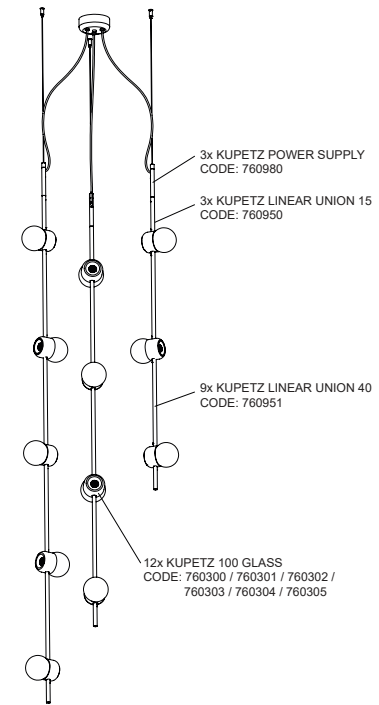 3x KUPETZ POWER SUPPLY
CODE: 760980
3x KUPETZ LINEAR UNION 15
CODE: 760950
9x KUPETZ LINEAR UNION 40
CODE: 760951
12x KUPETZ 100 GLASS
CODE: 760300 / 760301 / 760302 /
760303 / 760304 / 760305